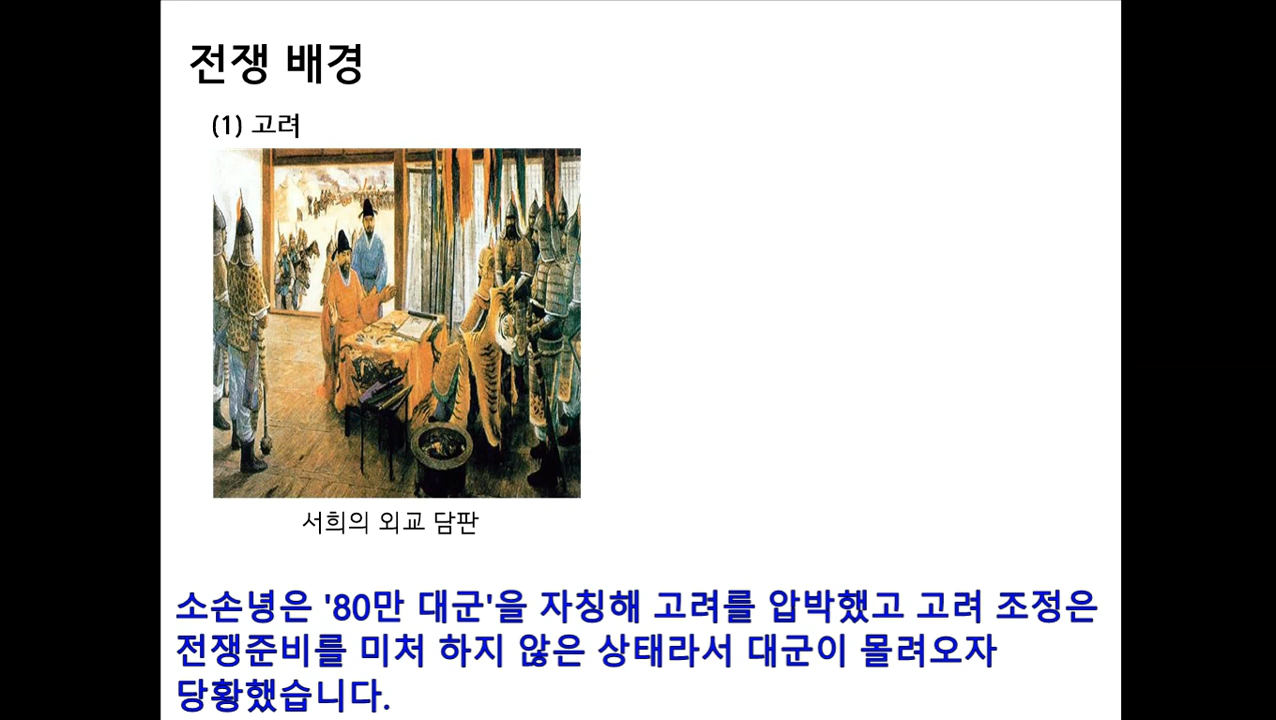 전쟁 배경
(1) 고려
서희의 외교 담판
소손녕은 '80만 대군'을 자칭해 고려를 압박했고 고려 조정은
전쟁준비를 미처 하지 않은 상태라서 대군이 몰려오자
당황했습니다.